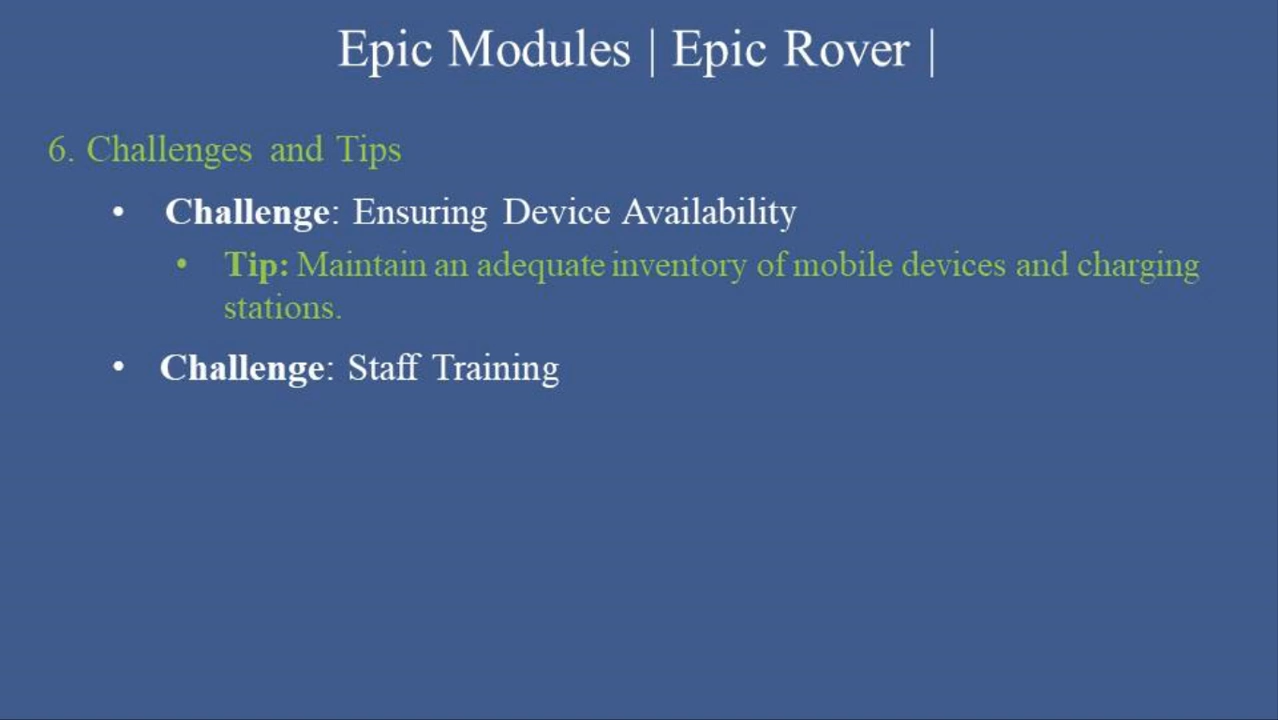 Epic Modules | Epic Rover |
6. Challenges and Tips
• Challenge: Ensuring Device Availability
• Tip: Maintain an adequate inventory of mobile devices and charging
stations.
• Challenge: Staff Training